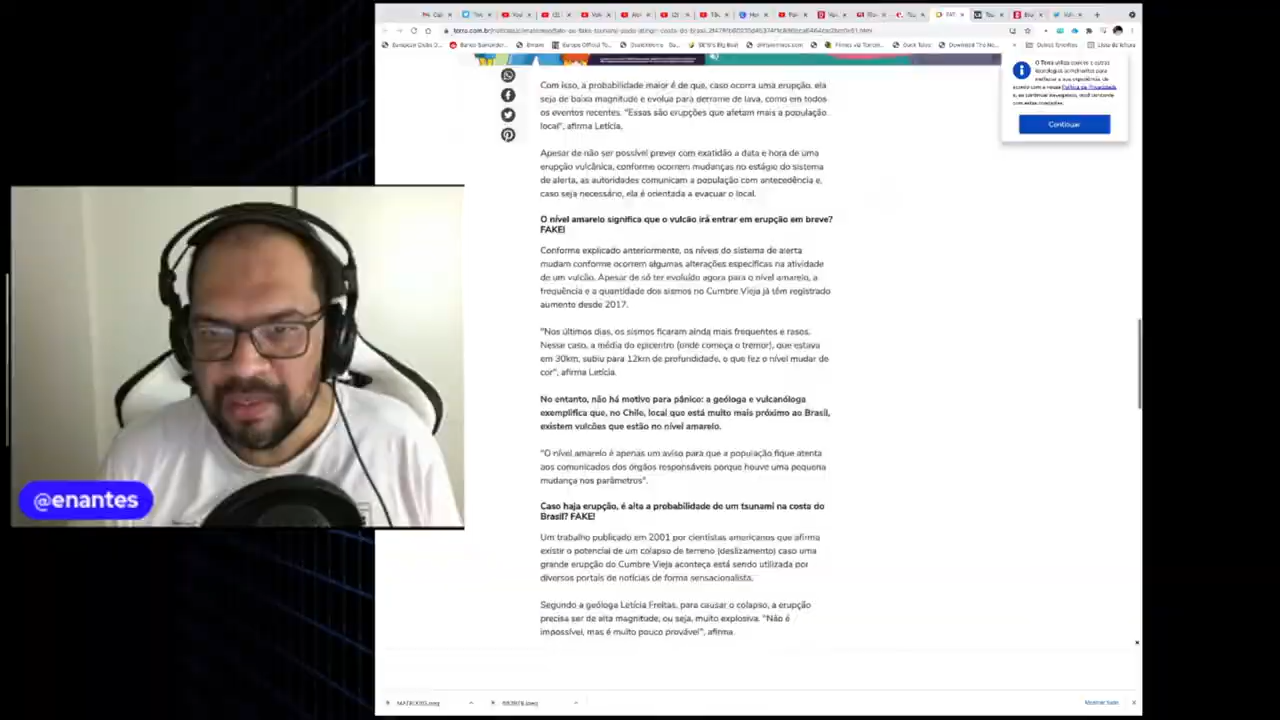 Com isso, a probabilidade maior é de que, caso ocorra uma erupção, ela
seja de baixa magnitude e evolua para derrame de lava, como em todos
os eventos recentes. "Essas são erupções que afetam mais a população
local", afirma Letícia.
Apesar de não ser possível prever com exatidão a data e hora de uma
erupção vulcânica, conforme ocorrem mudanças no estágio do sistema
de alerta, as autoridades comunicam a população com antecedência e,
caso seja necessário, ela é orientada a evacuar o local.
O nível amarelo significa que o vulcão irá entrar em erupção em breve?
FAKE!
Conforme explicado anteriormente, os níveis do sistema de alerta
mudam conforme ocorrem algumas alterações específicas na atividade
de um vulcão. Apesar de só ter evoluído agora para o nível amarelo, a
frequência e a quantidade dos sismos no Cumbre Vieja já têm registrado
aumento desde 2017.
"Nos últimos dias, os sismos ficaram ainda mais frequentes e rasos.
Nesse caso, a média do epicentro (onde começa o tremor), que estava
em 30km, subiu para 12km de profundidade, o que fez o nível mudar de
cor", afirma Letícia.
No entanto, não há motivo para pânico: a geóloga e vulcanóloga
exemplifica que, no Chile, local que está muito mais próximo ao Brasil,
existem vulcões que estão no nível amarelo.
"O nível amarelo é apenas um aviso para que a população fique atenta
aos comunicados dos órgãos responsáveis porque houve uma pequena
mudança nos parâmetros".
Caso haja erupção, é alta a probabilidade de um tsunami na costa do
Brasil? FAKE!
Um trabalho publicado em 2001 por cientistas americanos que afirma
existir o potencial de um colapso de terreno (deslizamento) caso uma
grande erupção do Cumbre Vieja aconteça está sendo utilizada por
diversos portais de notícias de forma sensacionalista.
Segundo a geóloga Letícia Freitas, para causar o colapso, a erupção
precisa ser de alta magnitude, ou seja, muito explosiva. "Não é
impossível, mas é muito pouco provável", afirma.
Política de Privacidade
Continuar
@enantes
Outros favoritos
Lista de leitura
Mostrar tudo